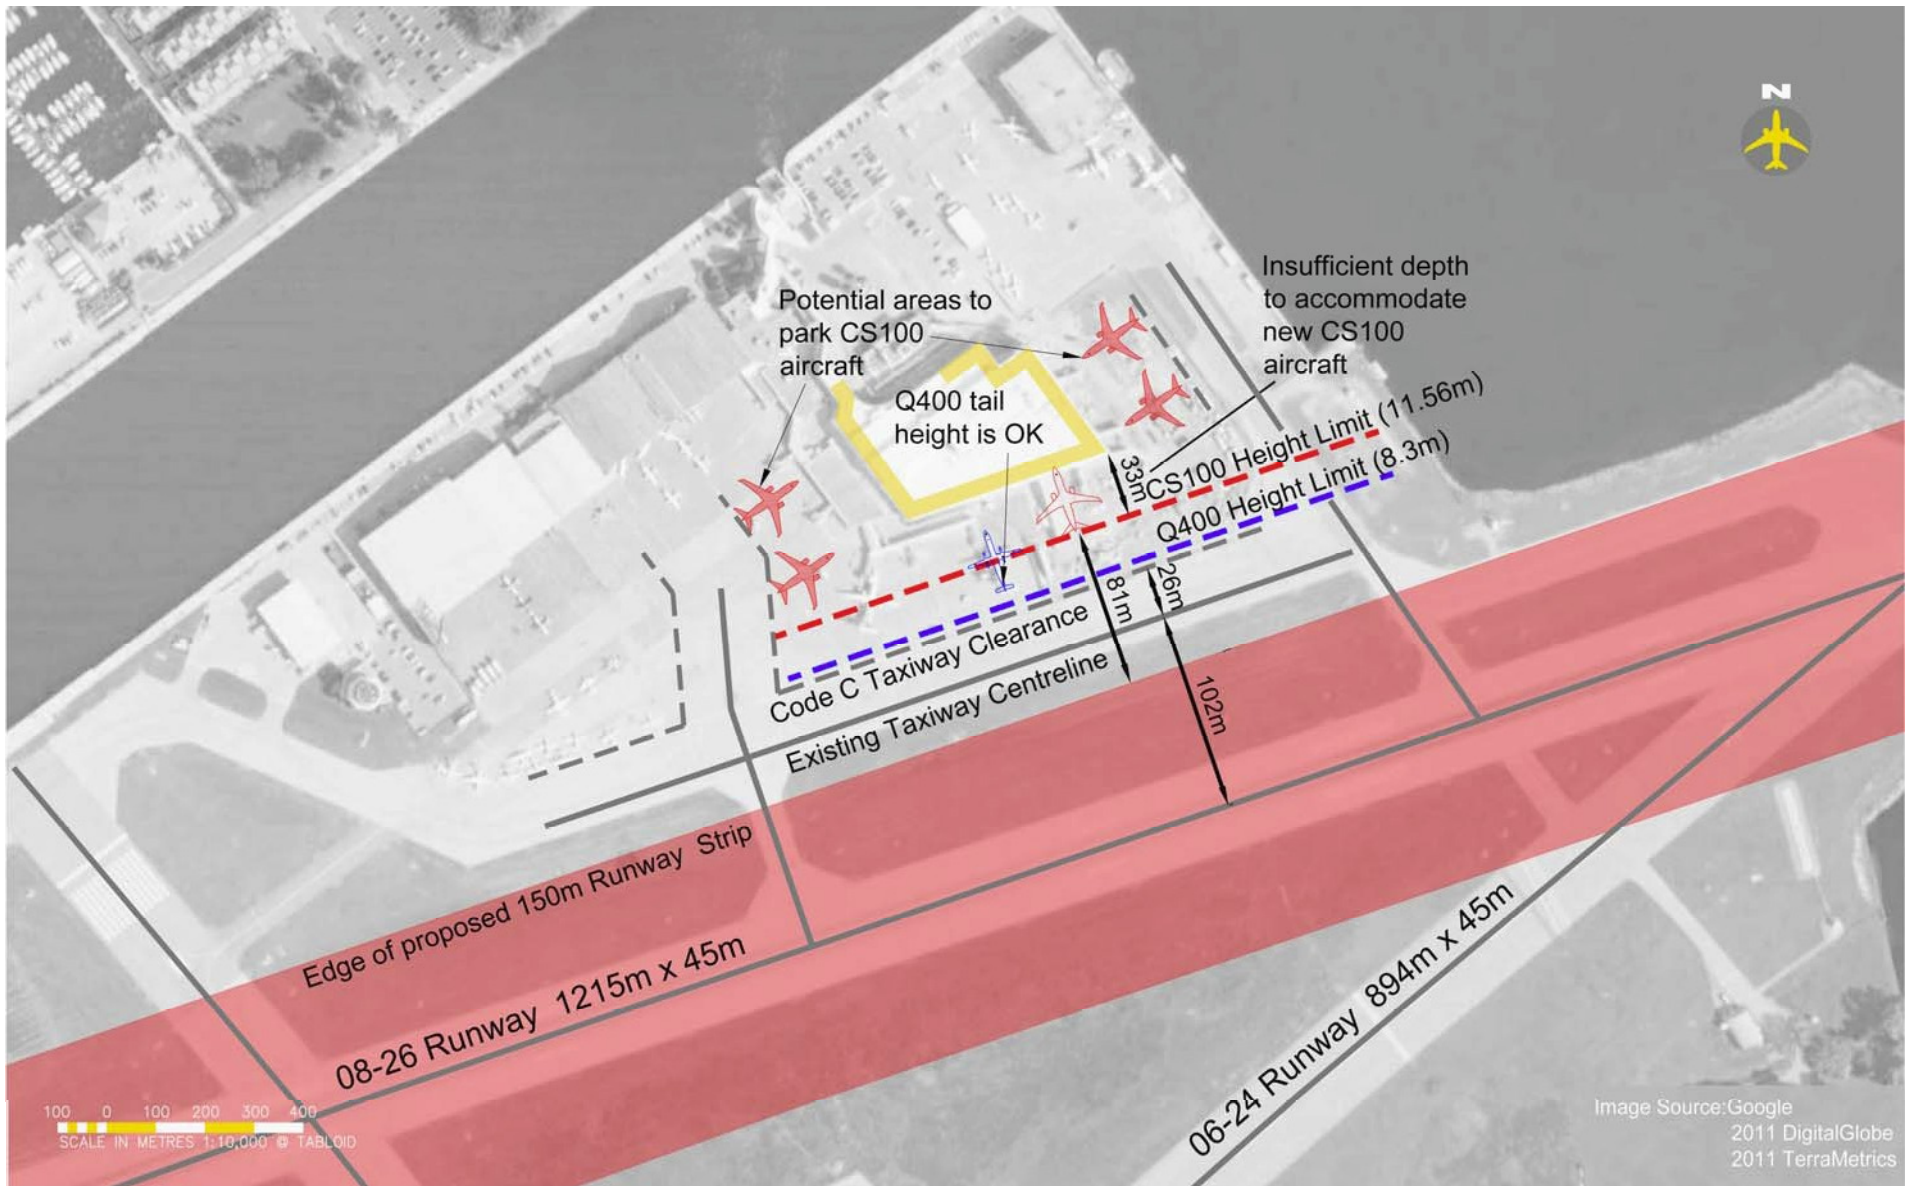 N
Insufficient depth
to accommodate
new CS100
aircraft
Potential areas to
park CS100
aircraft
Q400 tail
height is OK
CS100 Height Limit (11.56m)
Q400 Height Limit (8.3m)
33m
81m
26m
102m
Code C Taxiway Clearance
Existing Taxiway Centreline
Edge of proposed 150m Runway Strip
08-26 Runway 1215m x 45m
06-24 Runway 894m x 45m
100 0 100 200 300 400
SCALE IN METRES 1:10,000 @ TABLOID
Image Source:Google
2011 DigitalGlobe
2011 TerraMetrics